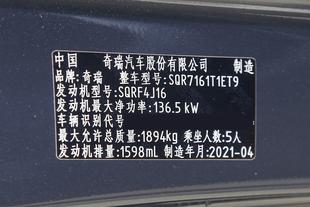 中国 奇瑞汽车股份有限公司 制造
品牌:奇瑞 整车型号:SQR7161T1ET9
发动机型号:SQRF4J16
发动机最大净功率:136.5 kW
车辆识别代号
最大允许总质量:1894kg 乘坐人数:5人
发动机排量:1598mL 制造年月:2021-04